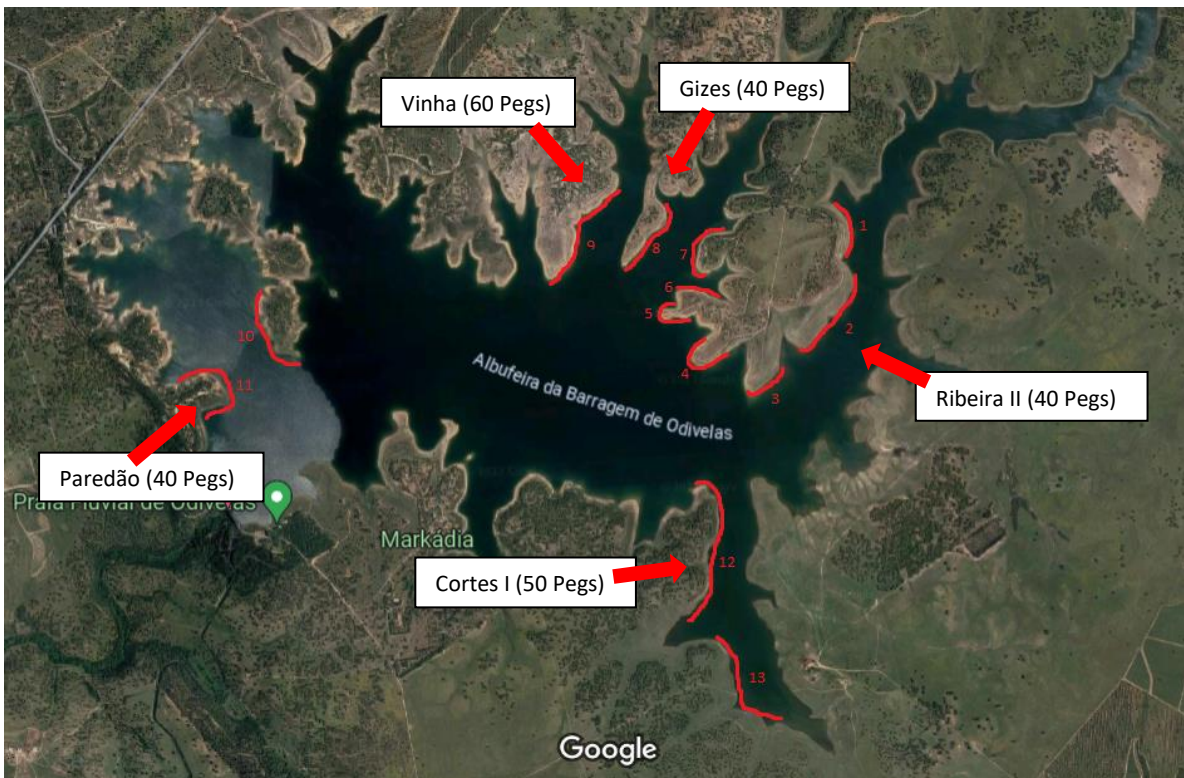 Gizes (40 Pegs)
Vinha (60 Pegs)
1
9
8
7
6
5
2
10
4
11
3
Albufeira da Barragem de Odivelas
Ribeira II (40 Pegs)
Paredão (40 Pegs)
Praia Fluvial de Odivelas
Markádia
12
Cortes I (50 Pegs)
13
Google